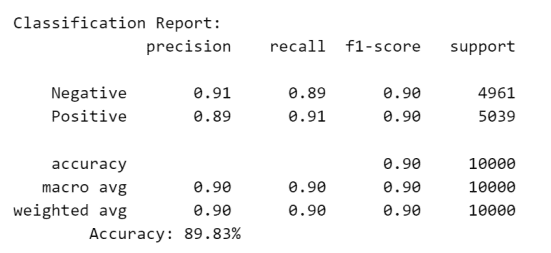 Classification Report:
precision recall f1-score support
Negative 0.91 0.89 0.90 4961
Positive 0.89 0.91 0.90 5039
accuracy 0.90 10000
macro avg 0.90 0.90 0.90 10000
weighted avg 0.90 0.90 0.90 10000
Accuracy: 89.83%